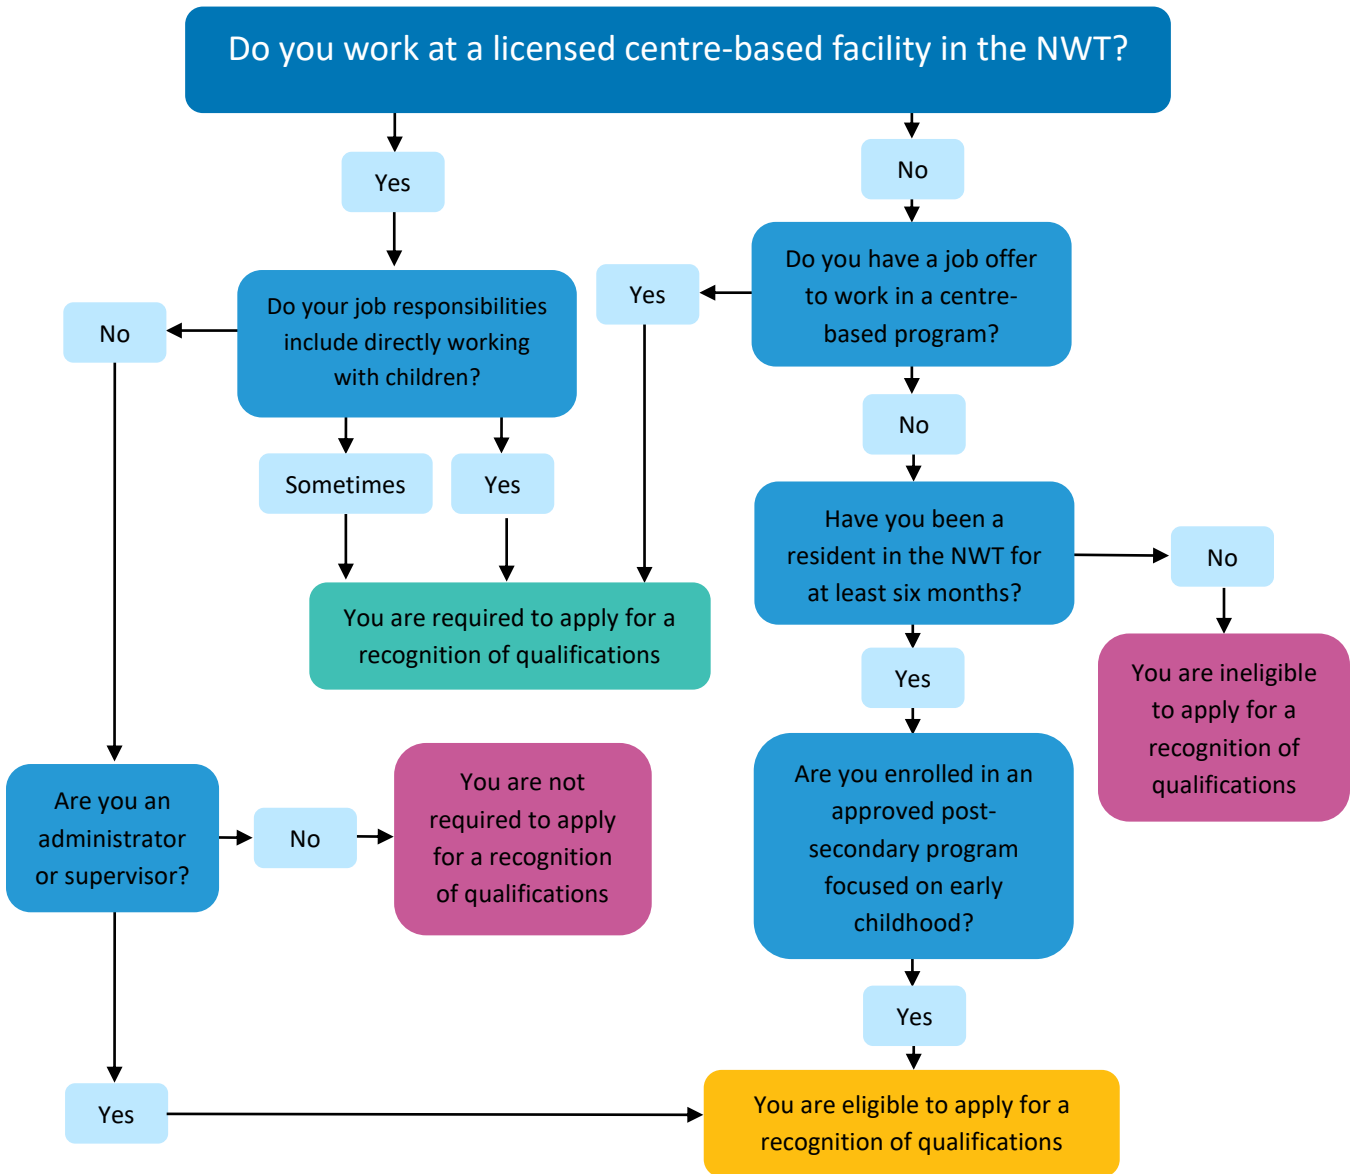 Do you work at a licensed centre-based facility in the NWT?
Yes
No
Do you have a job offer
to work in a centre-
based program?
Yes
Do your job responsibilities
include directly working
with children?
No
No
Sometimes
Yes
Have you been a
resident in the NWT for
at least six months?
No
You are required to apply for a
recognition of qualifications
Yes
You are ineligible
to apply for a
recognition of
qualifications
Are you an
administrator
or supervisor?
No
You are not
required to apply
for a recognition
of qualifications
Are you enrolled in an
approved post-
secondary program
focused on early
childhood?
Yes
Yes
You are eligible to apply for a
recognition of qualifications